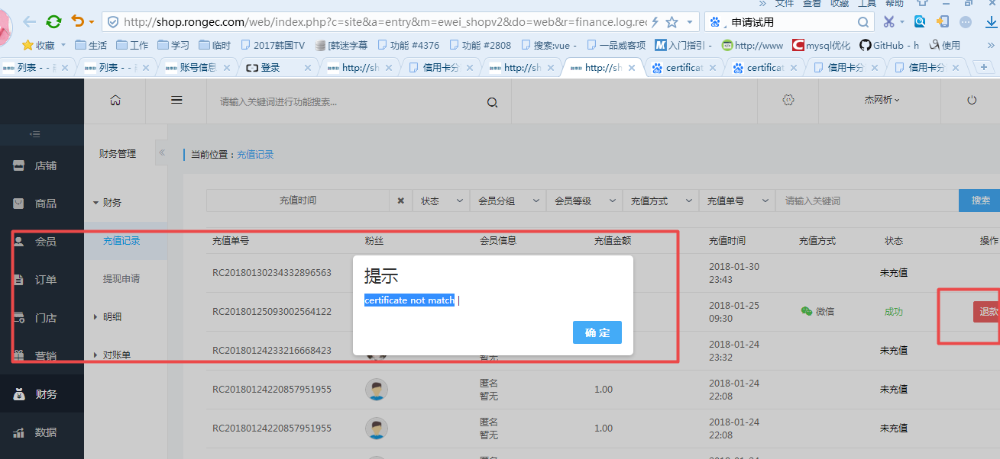 » 文件 查看 收藏 工具 帮助
http://shop.rongec.com/web/index.php?c=site&a=entry&m=ewei_shopv2&do=web&r=finance.log.rec
申请试用
收藏 生活 工作 学习 临时 2017韩国TV [韩迷字幕 功能 #4376 功能 #2808 搜索:vue - 一品威客项 入门指引 - http://www mysql优化 GitHub - h 使用 »
列表 - - 列表 - - 账号信息 登录 http://sh 信用卡分 http://sh http://sh certificat certificat 信用卡分 信用卡分
请输入关键词进行功能搜索...
杰网析
店铺
商品
会员
订单
门店
营销
财务
数据
财务管理
财务
充值记录
提现申请
明细
对账单
当前位置：充值记录
充值时间 状态 会员分组 会员等级 充值方式 充值单号 请输入关键词 搜索
充值单号 粉丝 会员信息 充值金额 充值时间 充值方式 状态 操作
RC20180130234332896563 2018-01-30 未充值
23:43
RC20180125093002564122 2018-01-25 微信 成功 退款
09:30
RC20180124233216668423 2018-01-24 未充值
暂无 23:32
RC20180124220857951955 匿名 1.00 2018-01-24 未充值
暂无 22:08
RC20180124220857951955 匿名 1.00 2018-01-24 未充值
暂无 22:08
提示
certificate not match
确 定